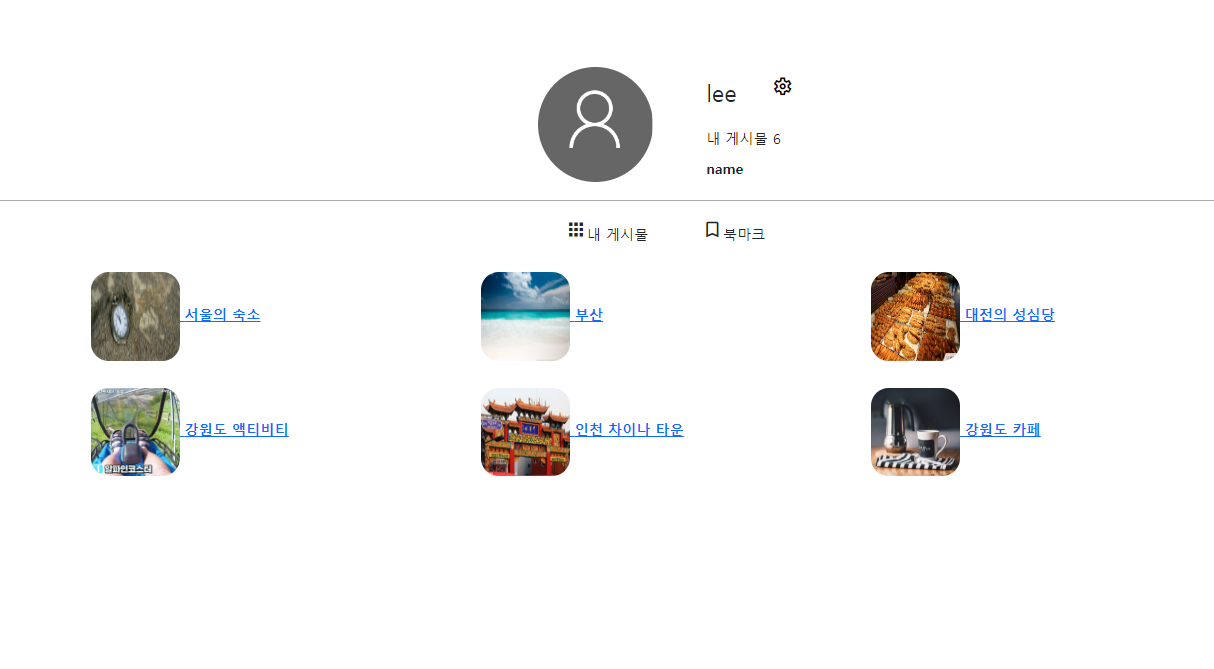 lee
내 게시물 6
name
내 게시물
북마크
서울의 숙소
부산
대전의 성심당
강원도 액티비티
인천 차이나 타운
강원도 카페
알파인코스터